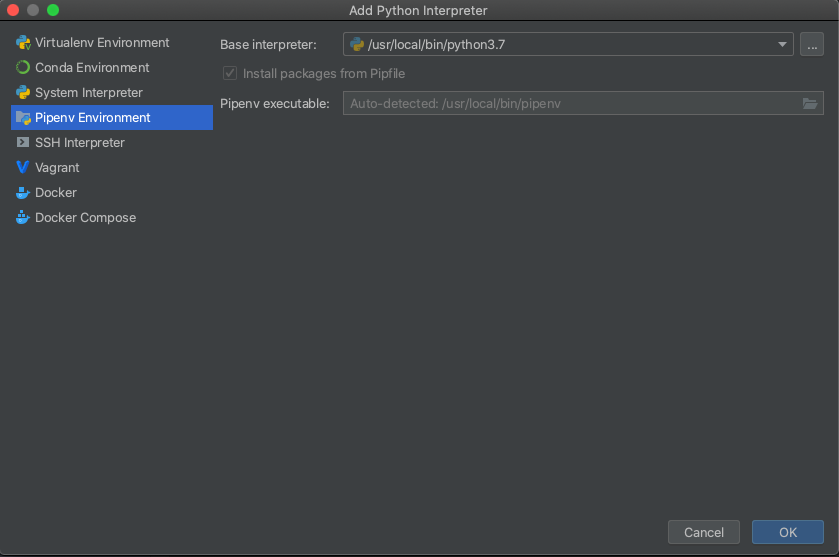 Add Python Interpreter
Virtualenv Environment
Conda Environment
System Interpreter
Pipenv Environment
SSH Interpreter
Vagrant
Docker
Docker Compose
Base interpreter: /usr/local/bin/python3.7 ...
Install packages from Pipfile
Pipenv executable: Auto-detected: /usr/local/bin/pipenv
Cancel OK